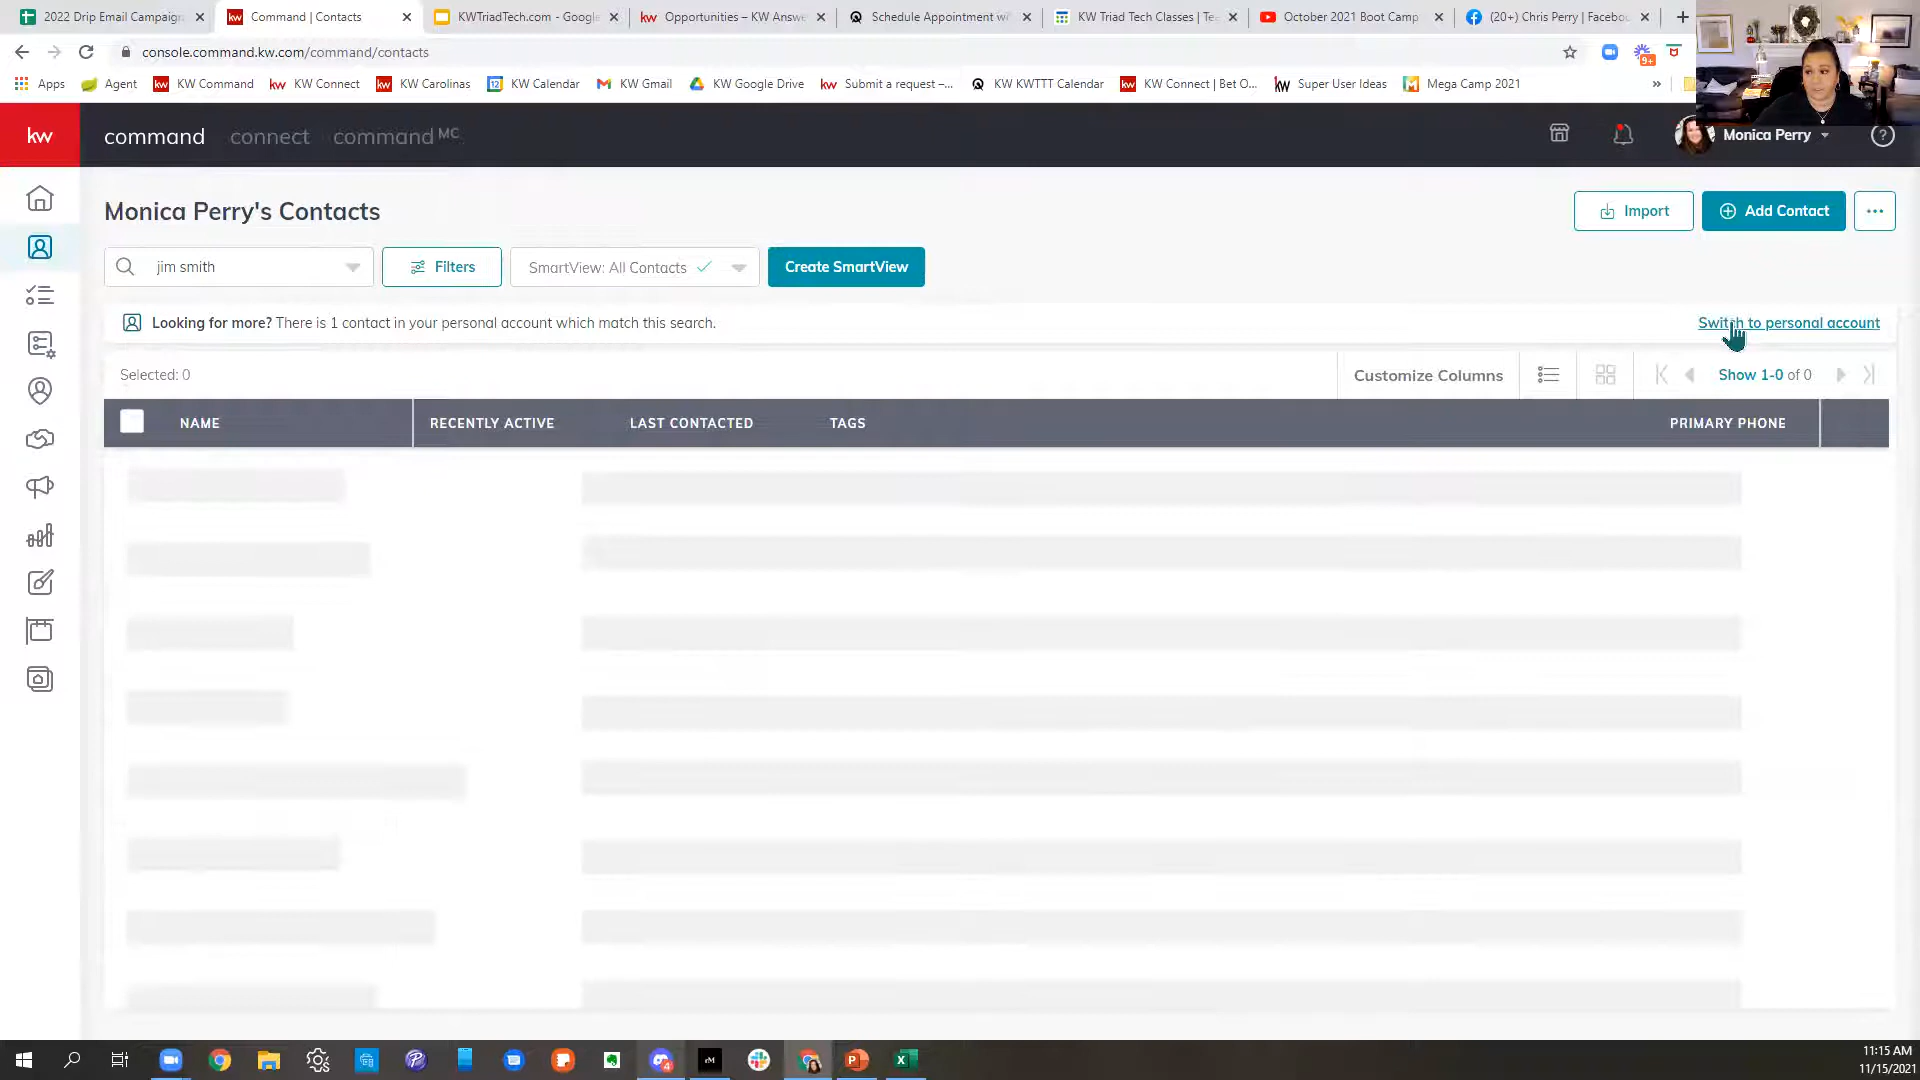 2022 Drip Email Campaign
Command | Contacts
KWTriadTech.com - Google
Opportunities – KW Answe
Schedule Appointment wi
KW Triad Tech Classes | Te
October 2021 Boot Camp
(20+) Chris Perry | Facebo
console.command.kw.com/command/contacts
9+
Apps
Agent
KW Command
KW Connect
KW Carolinas
KW Calendar
KW Gmail
KW Google Drive
Submit a request –...
KW KWTTT Calendar
KW Connect | Bet O...
Super User Ideas
Mega Camp 2021
»
kw
command connect command MC
Monica Perry
Monica Perry's Contacts
Import
Add Contact
jim smith
Filters
SmartView: All Contacts
Create SmartView
Looking for more? There is 1 contact in your personal account which match this search.
Switch to personal account
Selected: 0
Customize Columns
Show 1-0 of 0
NAME
RECENTLY ACTIVE
LAST CONTACTED
TAGS
PRIMARY PHONE
11:15 AM
11/15/2021